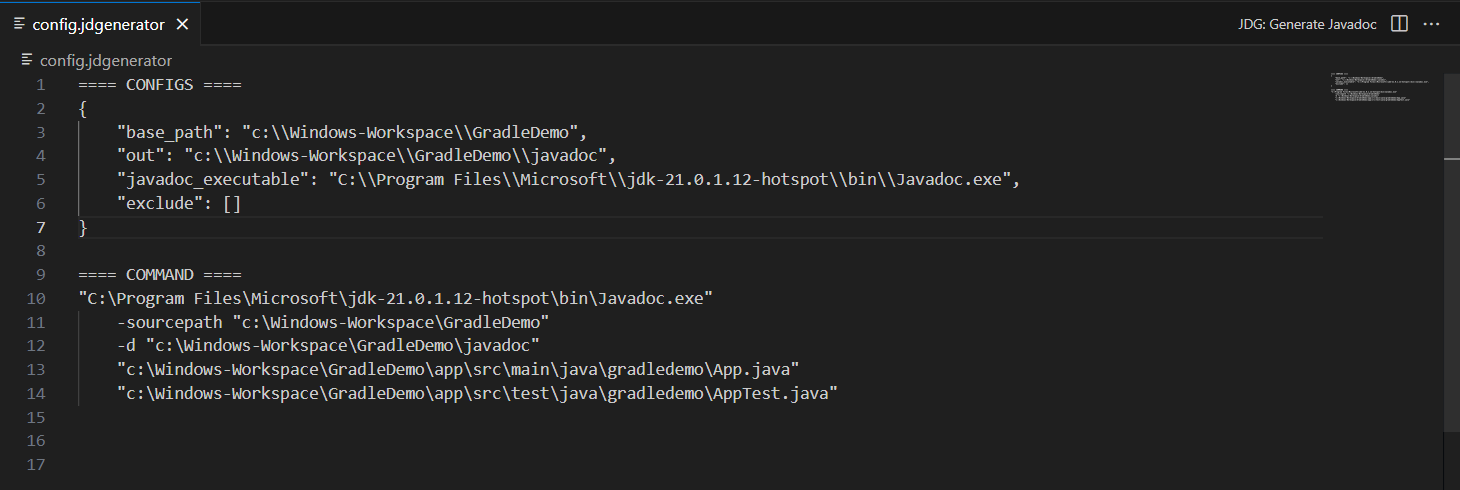 config.jdgenerator
JDG: Generate Javadoc
config.jdgenerator
1 ==== CONFIGS ====
2 {
3     "base_path": "c:\\Windows-Workspace\\GradleDemo",
4     "out": "c:\\Windows-Workspace\\GradleDemo\\javadoc",
5     "javadoc_executable": "C:\\Program Files\\Microsoft\\jdk-21.0.1.12-hotspot\\bin\\Javadoc.exe",
6     "exclude": []
7 }
8
9 ==== COMMAND ====
10 "C:\Program Files\Microsoft\jdk-21.0.1.12-hotspot\bin\Javadoc.exe"
11     -sourcepath "c:\Windows-Workspace\GradleDemo"
12     -d "c:\Windows-Workspace\GradleDemo\javadoc"
13     "c:\Windows-Workspace\GradleDemo\app\src\main\java\gradledemo\App.java"
14     "c:\Windows-Workspace\GradleDemo\app\src\test\java\gradledemo\AppTest.java"
15
16
17